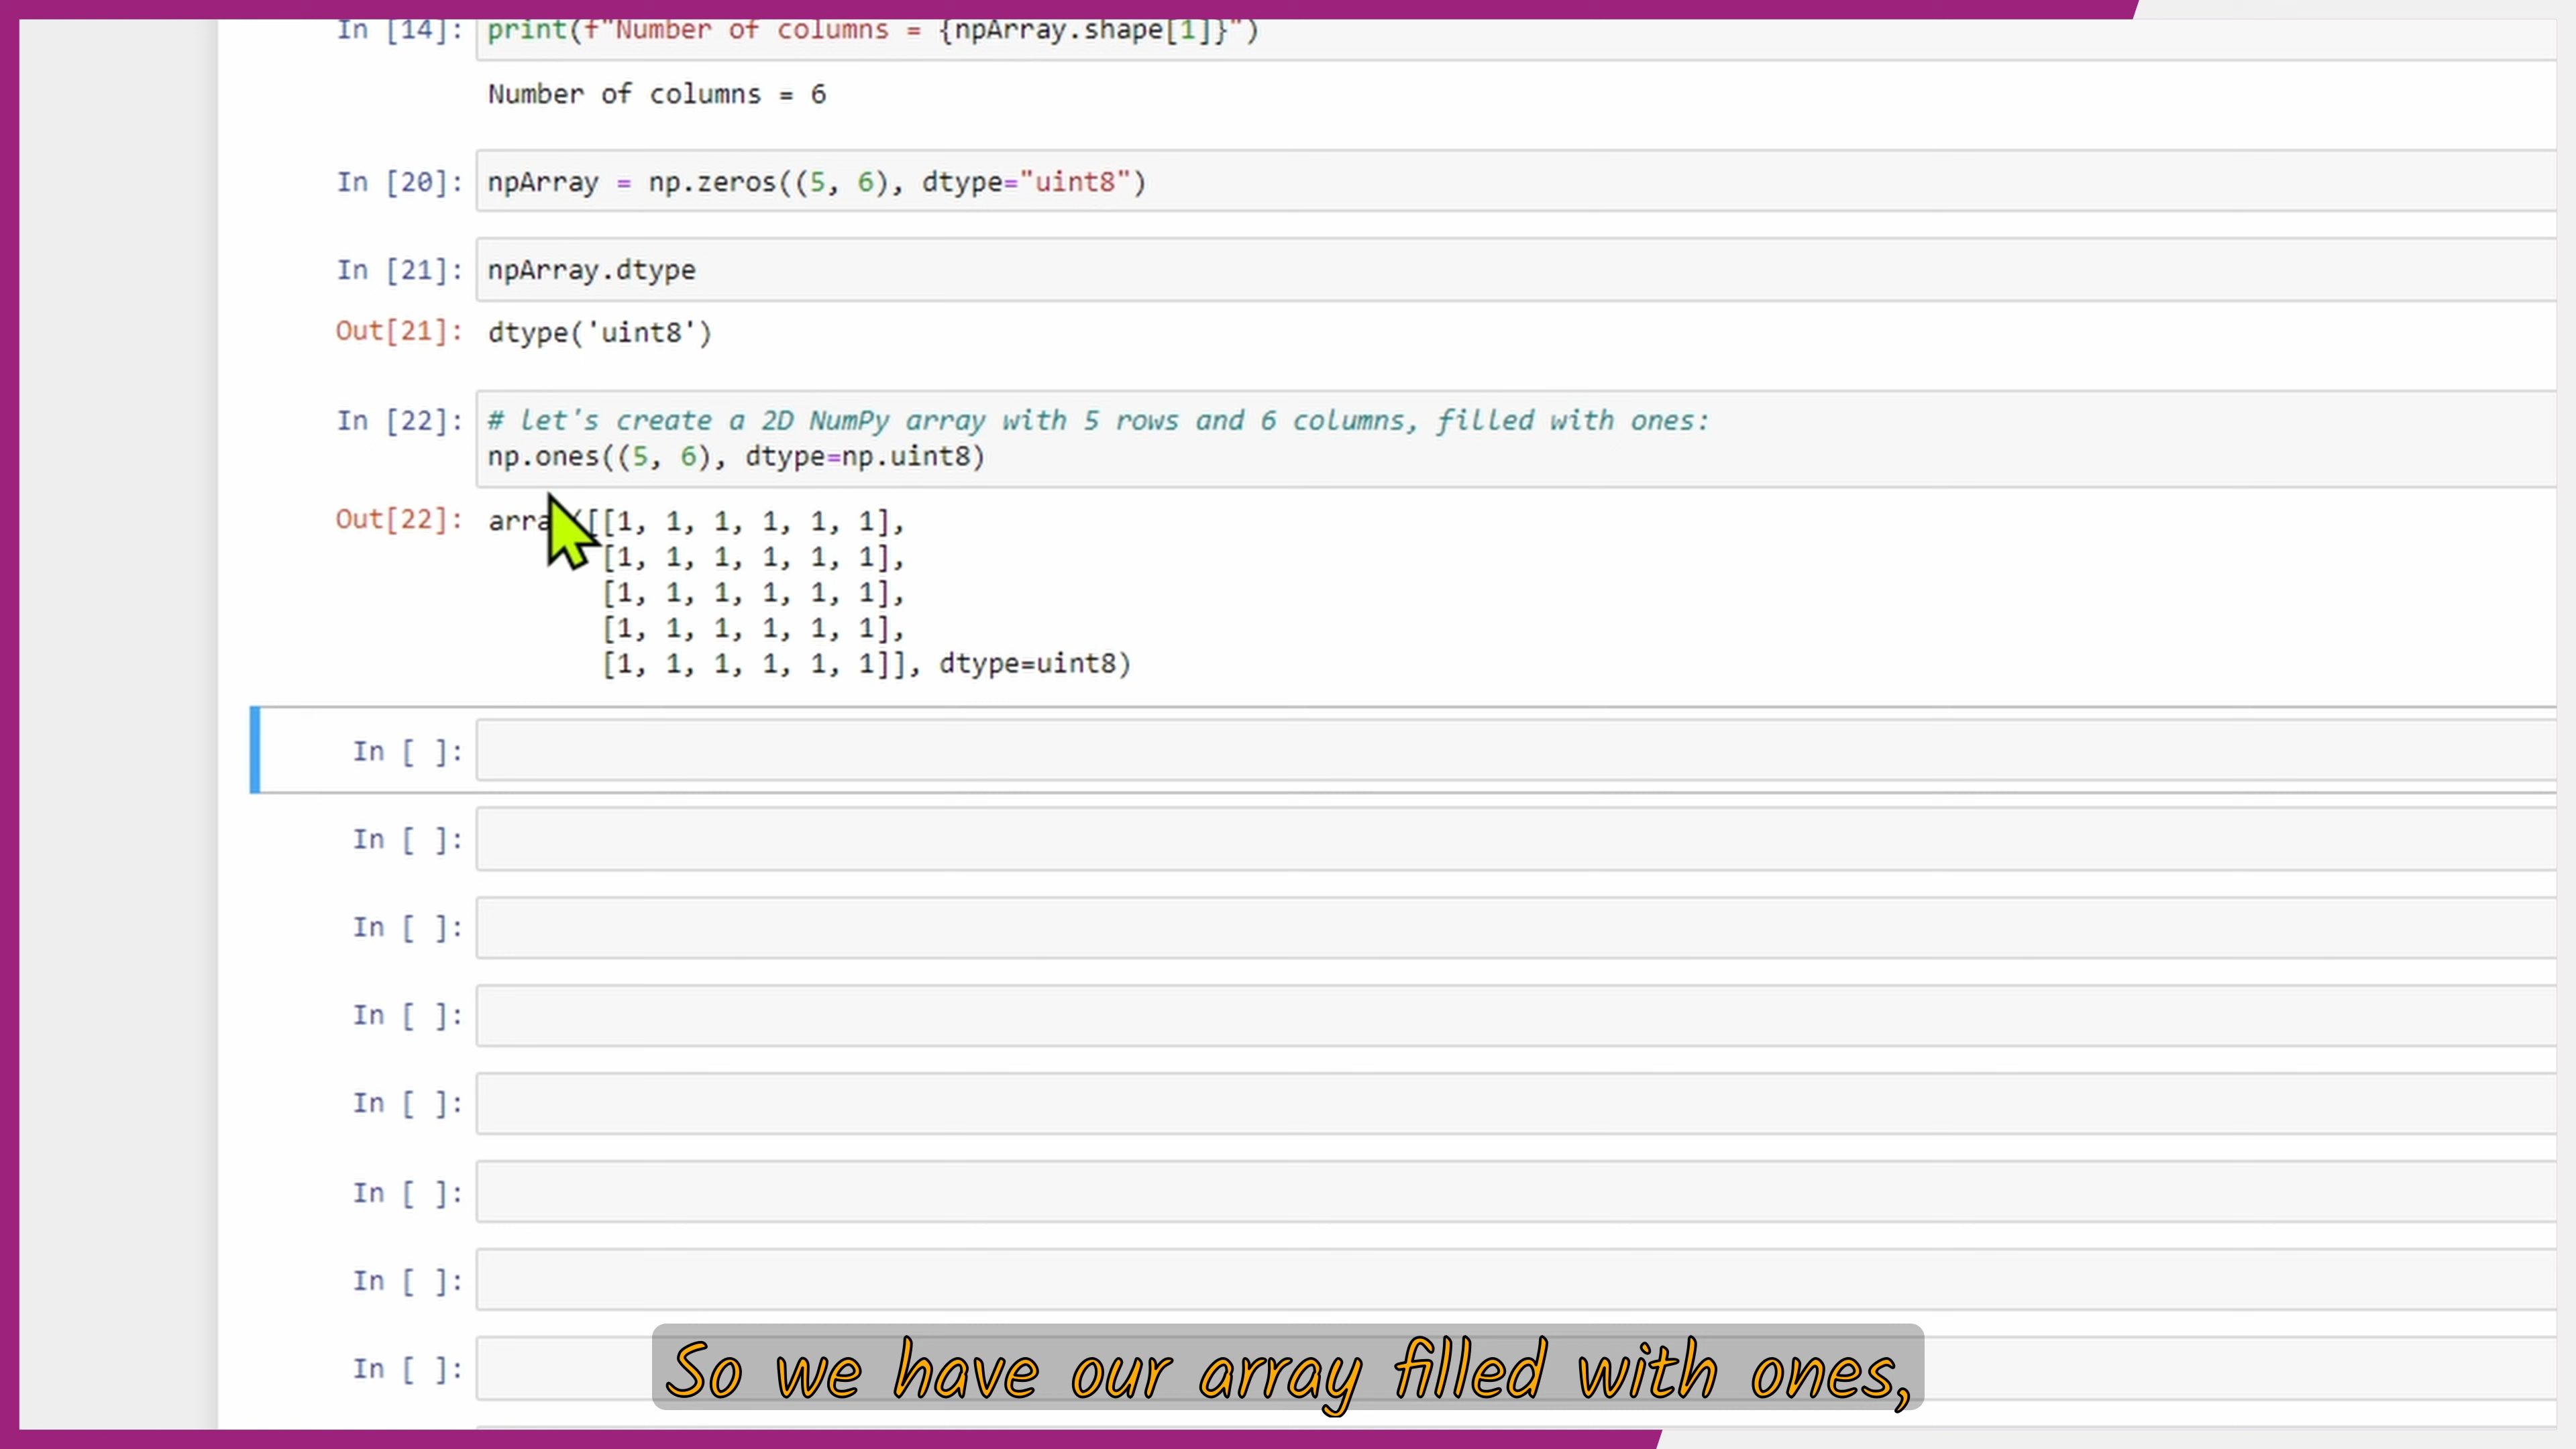 In [14]: print(f"Number of columns = {npArray.shape[1]}")
Number of columns = 6
In [20]: npArray = np.zeros((5, 6), dtype="uint8")
In [21]: npArray.dtype
Out[21]: dtype('uint8')
In [22]: # let's create a 2D NumPy array with 5 rows and 6 columns, filled with ones:
np.ones((5, 6), dtype=np.uint8)
Out[22]: array([[1, 1, 1, 1, 1, 1],
[1, 1, 1, 1, 1, 1],
[1, 1, 1, 1, 1, 1],
[1, 1, 1, 1, 1, 1],
[1, 1, 1, 1, 1, 1]], dtype=uint8)
In [ ]:
In [ ]:
In [ ]:
In [ ]:
In [ ]:
In [ ]:
In [ ]:
In [ ]:
So we have our array filled with ones,